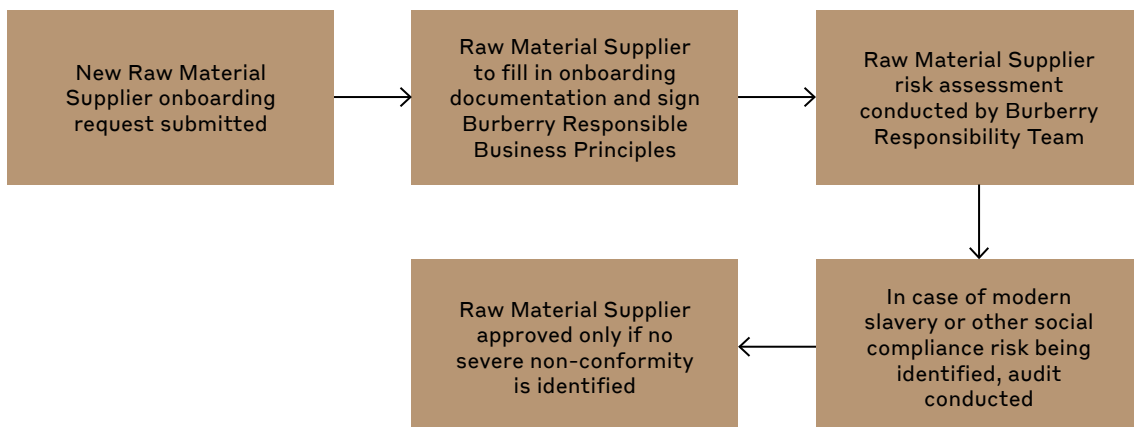 New Raw Material
Supplier onboarding
request submitted
Raw Material Supplier
to fill in onboarding
documentation and sign
Burberry Responsible
Business Principles
Raw Material Supplier
risk assessment
conducted by Burberry
Responsibility Team
In case of modern
slavery or other social
compliance risk being
identified, audit
conducted
Raw Material Supplier
approved only if no
severe non-conformity
is identified